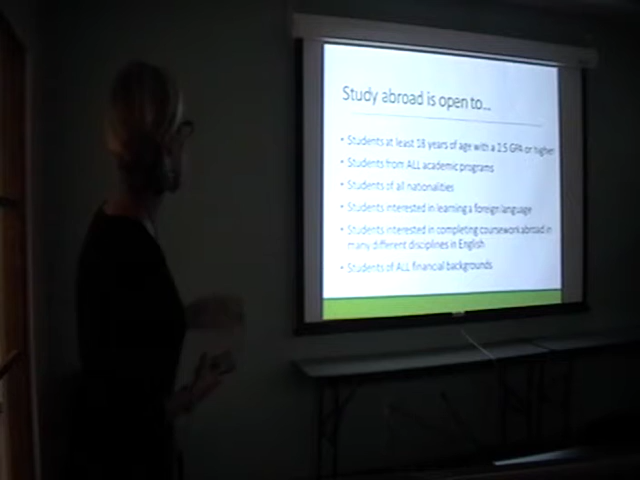 Study abroad is open to...
• Students at least 18 years of age with a 2.5 GPA or higher
• Students from ALL academic programs
• Students of all nationalities
• Students interested in learning a foreign language
• Students interested in completing coursework abroad in
many different disciplines in English
• Students of ALL financial backgrounds